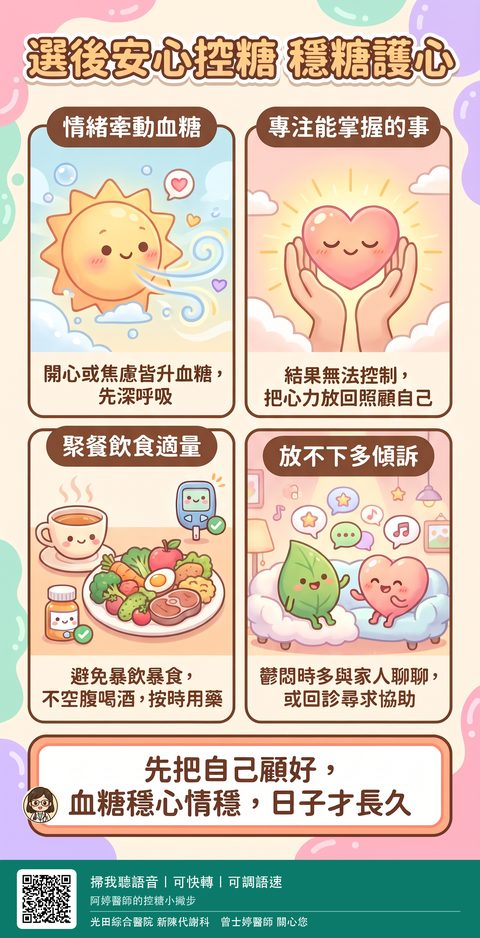 選後安心控糖 穩糖護心
情緒牽動血糖
開心或焦慮皆升血糖，
先深呼吸
專注能掌握的事
結果無法控制，
把心力放回照顧自己
聚餐飲食適量
避免暴飲暴食，
不空腹喝酒，按時用藥
放不下多傾訴
鬱悶時多與家人聊聊，
或回診尋求協助
先把自己顧好，
血糖穩心情穩，日子才長久
掃我聽語音｜可快轉｜可調語速
阿婷醫師的控糖小撇步
光田綜合醫院 新陳代謝科 曾士婷醫師 關心您